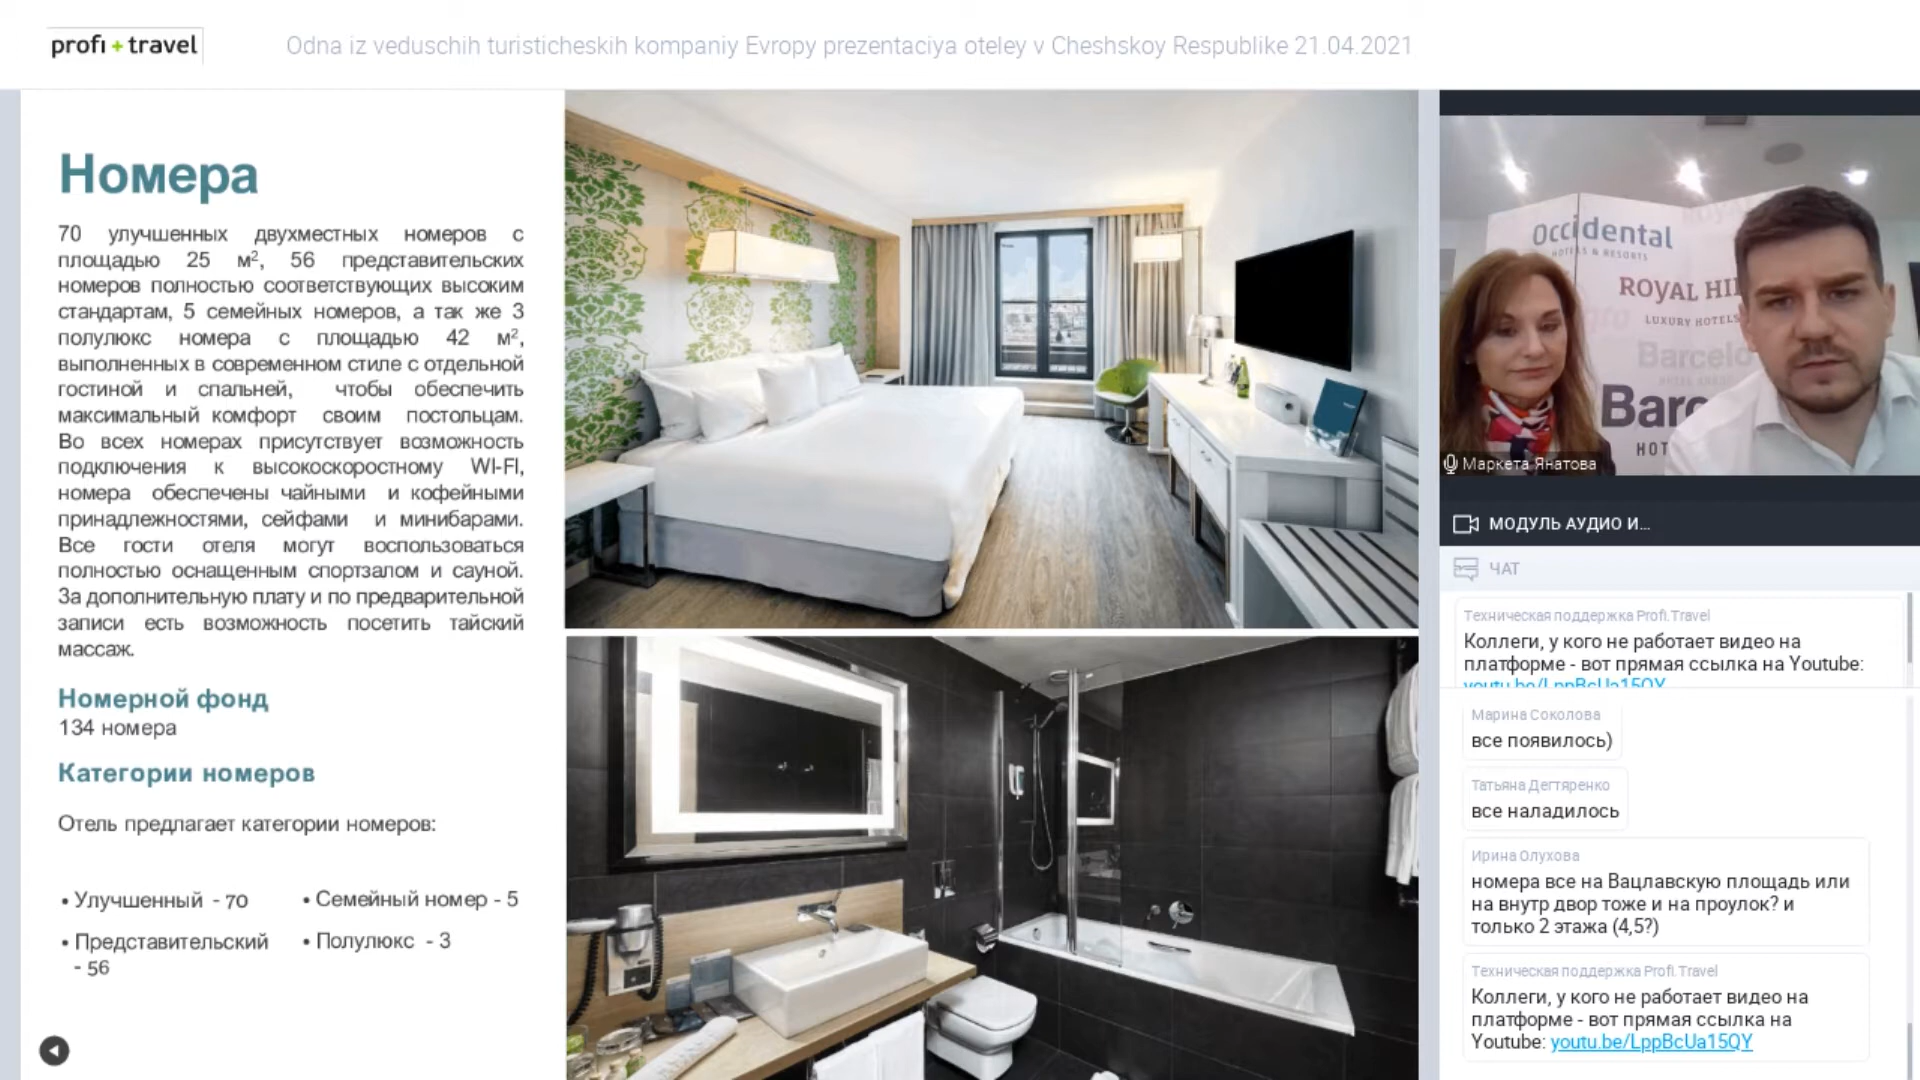 profi + travel
Odna iz veduschih turisticheskih kompaniy Evropy prezentaciya oteley v Cheshskoy Respublike 21.04.2021
Номера
70 улучшенных двухместных номеров с
площадью 25 м², 56 представительских
номеров полностью соответствующих высоким
стандартам, 5 семейных номеров, а так же 3
полулюкс номера с площадью 42 м²,
выполненных в современном стиле с отдельной
гостиной и спальней, чтобы обеспечить
максимальный комфорт своим постольцам.
Во всех номерах присутствует возможность
подключения к высокоскоростному WI-FI,
номера обеспечены чайными и кофейными
принадлежностями, сейфами и минибарами.
Все гости отеля могут воспользоваться
полностью оснащенным спортзалом и сауной.
За дополнительную плату и по предварительной
записи есть возможность посетить тайский
массаж.
Номерной фонд
134 номера
Категории номеров
Отель предлагает категории номеров:
• Улучшенный - 70
• Представительский
- 56
• Семейный номер - 5
• Полулюкс - 3
Occidental
HOTELS & RESORTS
ROYAL HI
LUXURY HOTELS
Barcelo
Barc
HOT
Маркета Янатова
МОДУЛЬ АУДИО И...
ЧАТ
Техническая поддержка Profi.Travel
Коллеги, у кого не работает видео на
платформе - вот прямая ссылка на Youtube:
youtu.be/LppBcUa15QY
Марина Соколова
все появилось)
Татьяна Дегтяренко
все наладилось
Ирина Олухова
номера все на Вацлавскую площадь или
на внутр двор тоже и на проулок? и
только 2 этажа (4,5?)
Техническая поддержка Profi.Travel
Коллеги, у кого не работает видео на
платформе - вот прямая ссылка на
Youtube: youtu.be/LppBcUa15QY